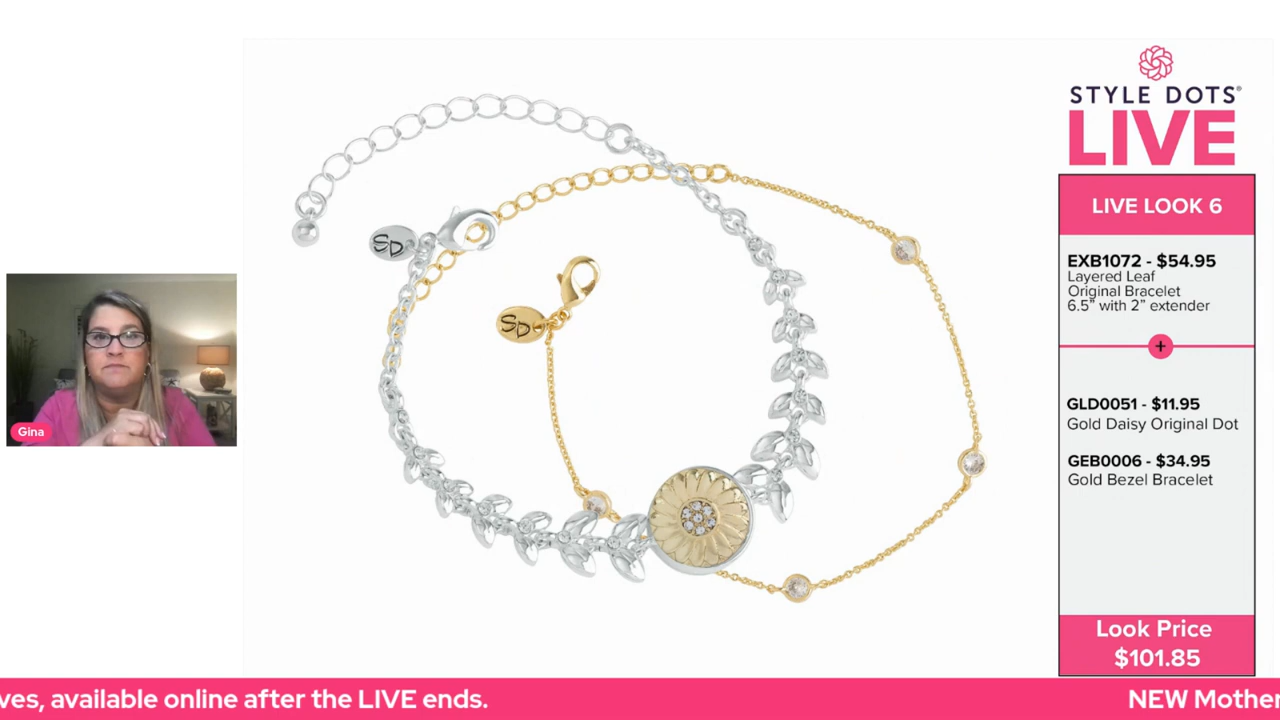 STYLE DOTS®
LIVE
LIVE LOOK 6
EXB1072 - $54.95
Layered Leaf
Original Bracelet
6.5” with 2” extender
+
GLD0051 - $11.95
Gold Daisy Original Dot
GEB0006 - $34.95
Gold Bezel Bracelet
Look Price
$101.85
SD
SD
Gina
ves, available online after the LIVE ends.
NEW Mother